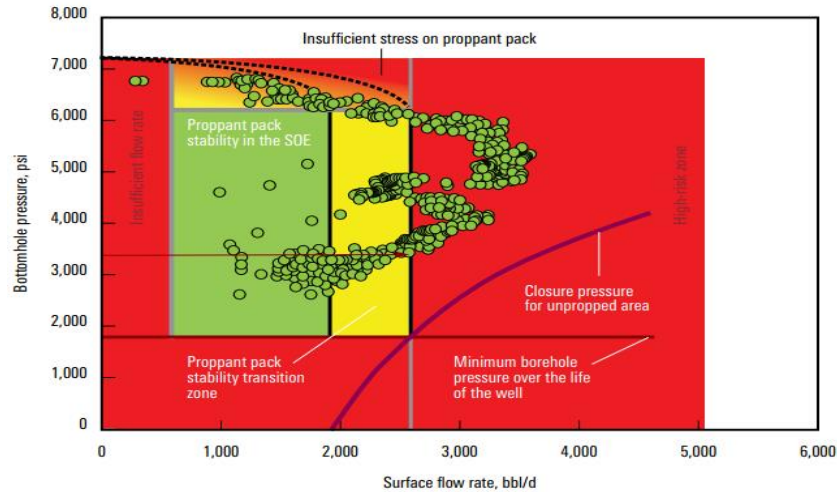 8,000
7,000
6,000
5,000
4,000
3,000
2,000
1,000
0
Bottomhole pressure, psi
Insufficient stress on proppant pack
Proppant pack
stability in the SOE
Insufficient flow rate
High-risk zone
Closure pressure
for unpropped area
Proppant pack
stability transition
zone
Minimum borehole
pressure over the life
of the well
0
1,000
2,000
3,000
4,000
5,000
6,000
Surface flow rate, bbl/d